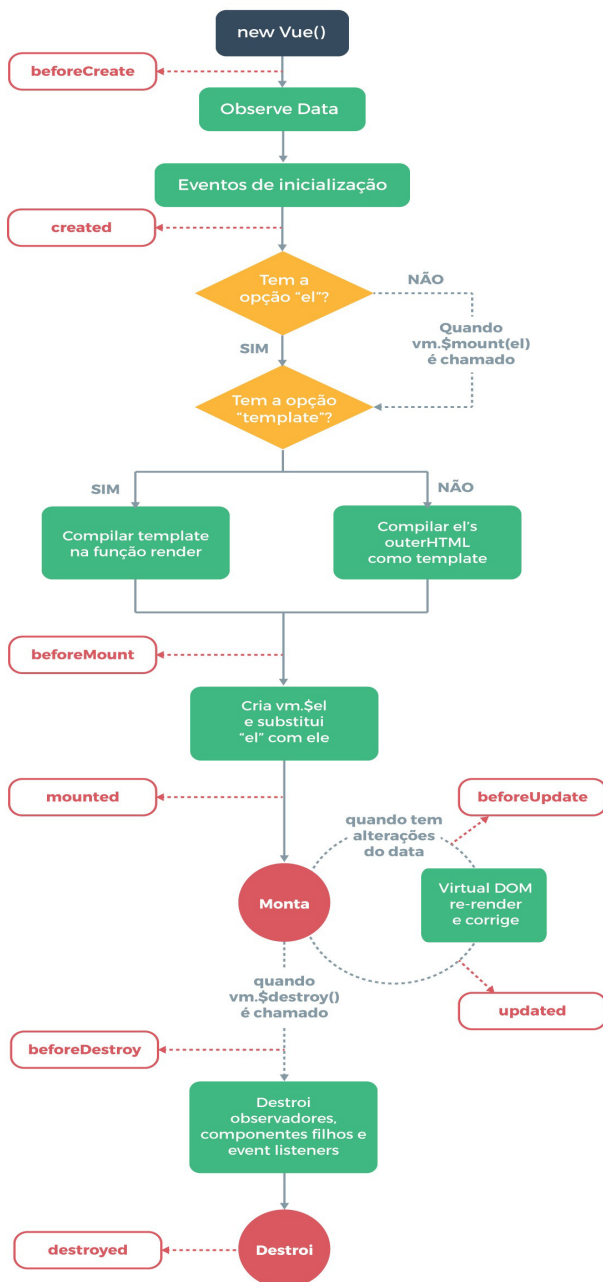 new Vue()
beforeCreate
Observe Data
Eventos de inicialização
created
Tem a
opção "el"?
NÃO
SIM
Quando
vm.$mount(el)
é chamado
Tem a opção
"template"?
SIM
NÃO
Compilar template
na função render
Compilar el's
outerHTML
como template
beforeMount
Cria vm.$el
e substitui
"el" com ele
mounted
beforeUpdate
quando tem
alterações
do data
Monta
Virtual DOM
re-render
e corrige
quando
vm.$destroy()
é chamado
updated
beforeDestroy
Destroi
observadores,
componentes filhos e
event listeners
destroyed
Destroi